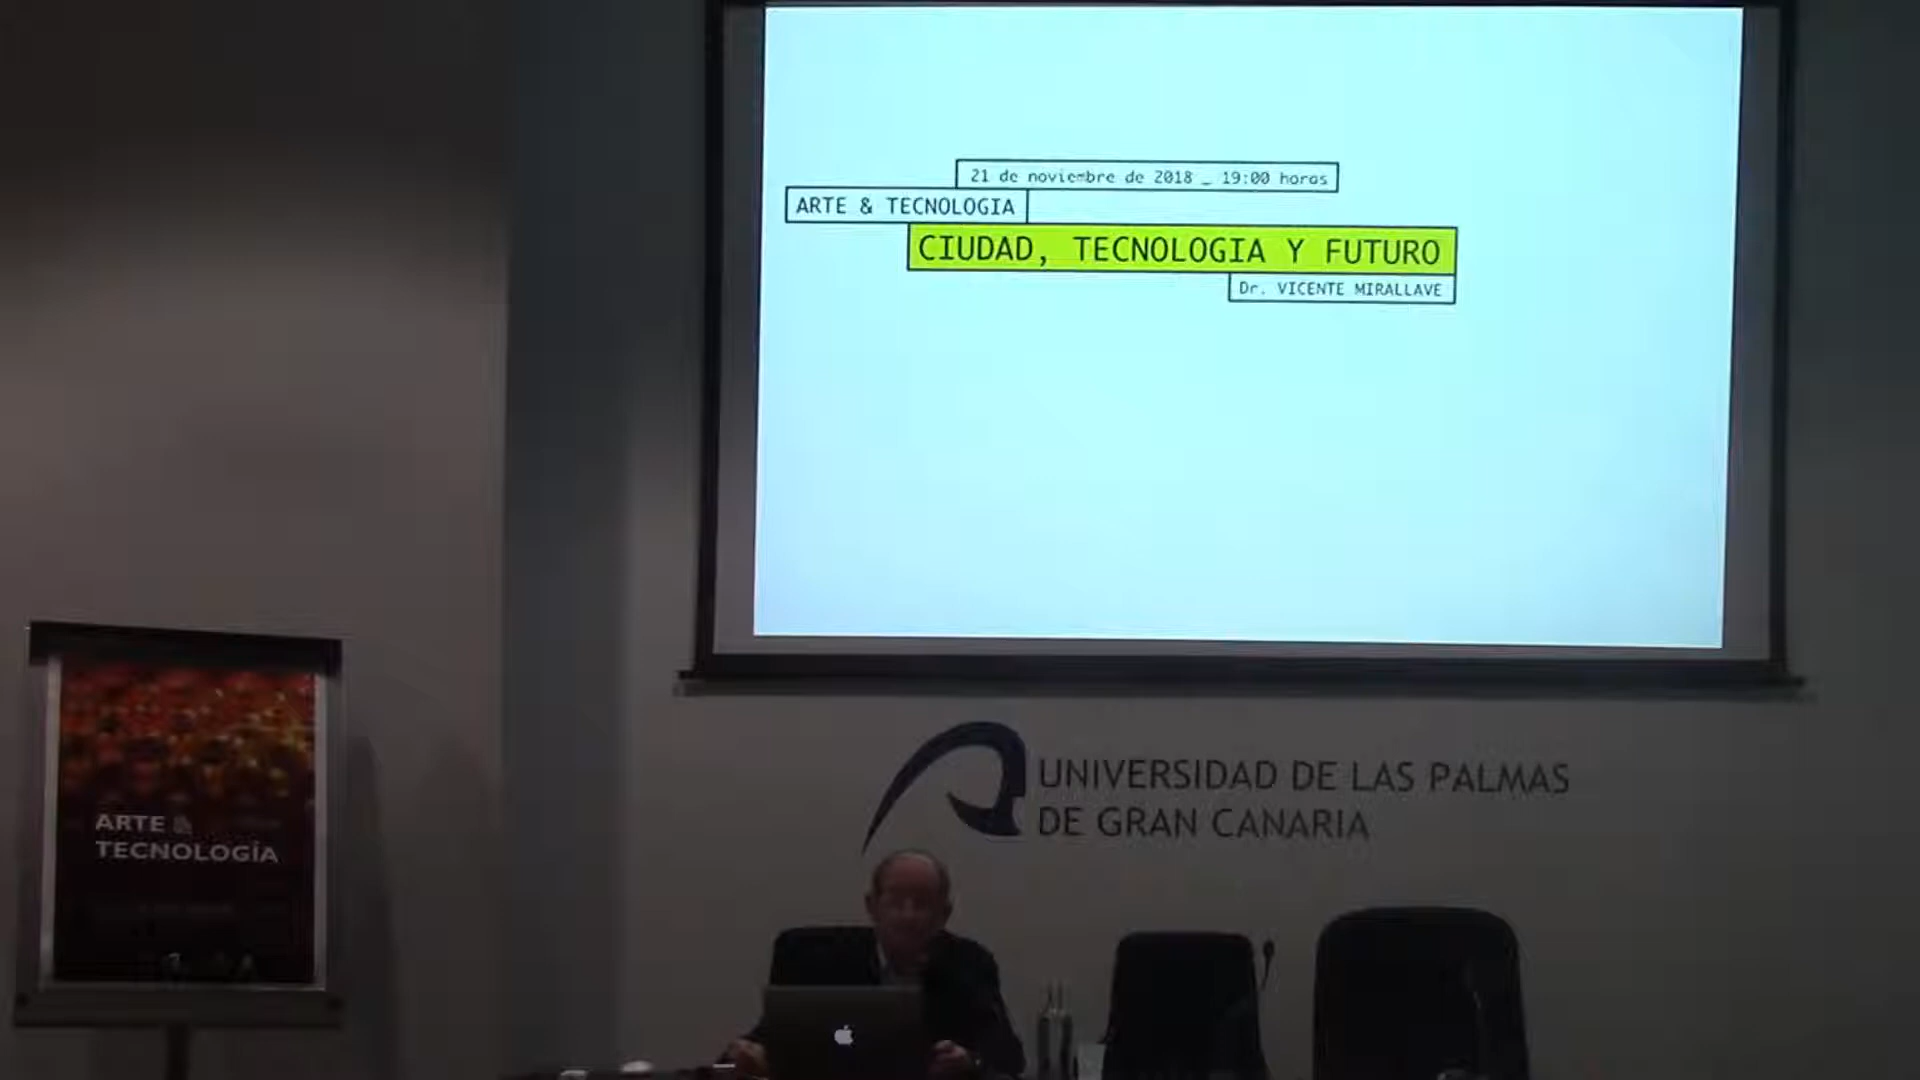 21 de noviembre de 2018 _ 19:00 horas
ARTE & TECNOLOGIA
CIUDAD, TECNOLOGIA Y FUTURO
Dr. VICENTE MIRALLAVE
UNIVERSIDAD DE LAS PALMAS
DE GRAN CANARIA
ARTE &
TECNOLOGÍA